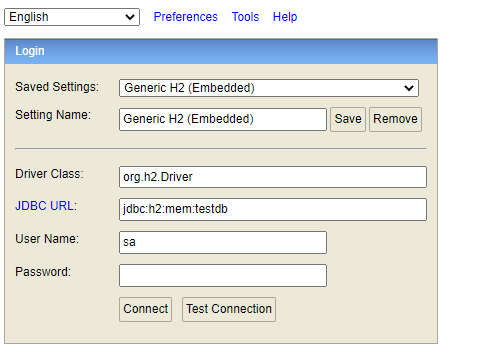 English Preferences Tools Help
Login
Saved Settings: Generic H2 (Embedded)
Setting Name: Generic H2 (Embedded) Save Remove
Driver Class: org.h2.Driver
JDBC URL: jdbc:h2:mem:testdb
User Name: sa
Password:
Connect Test Connection